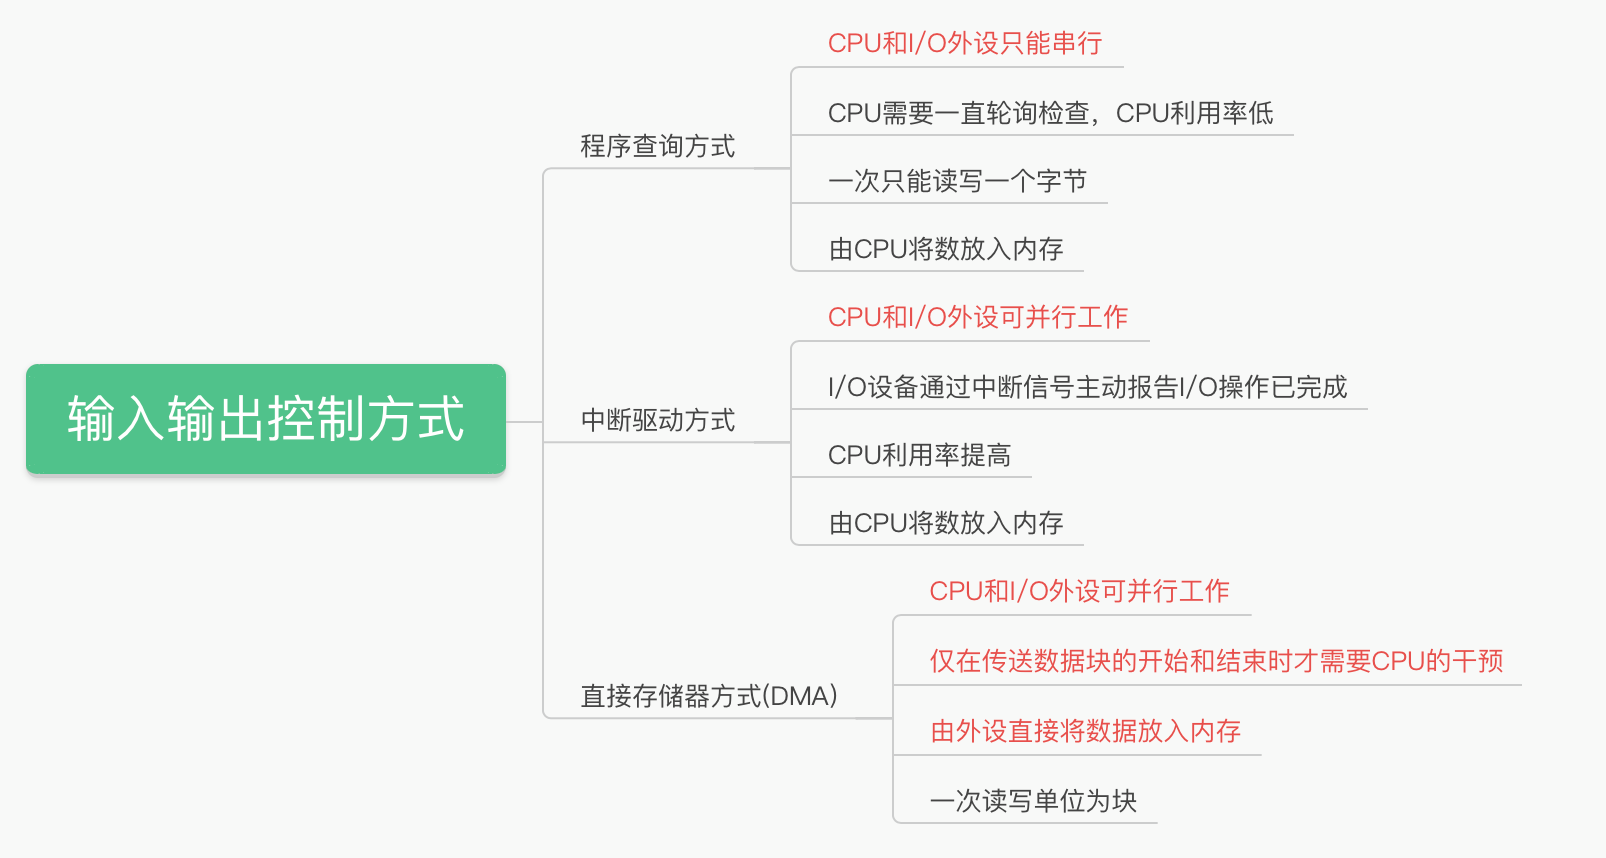 输入输出控制方式
程序查询方式
CPU和I/O外设只能串行
CPU需要一直轮询检查，CPU利用率低
一次只能读写一个字节
由CPU将数放入内存
中断驱动方式
CPU和I/O外设可并行工作
I/O设备通过中断信号主动报告I/O操作已完成
CPU利用率提高
由CPU将数放入内存
直接存储器方式(DMA)
CPU和I/O外设可并行工作
仅在传送数据块的开始和结束时才需要CPU的干预
由外设直接将数据放入内存
一次读写单位为块